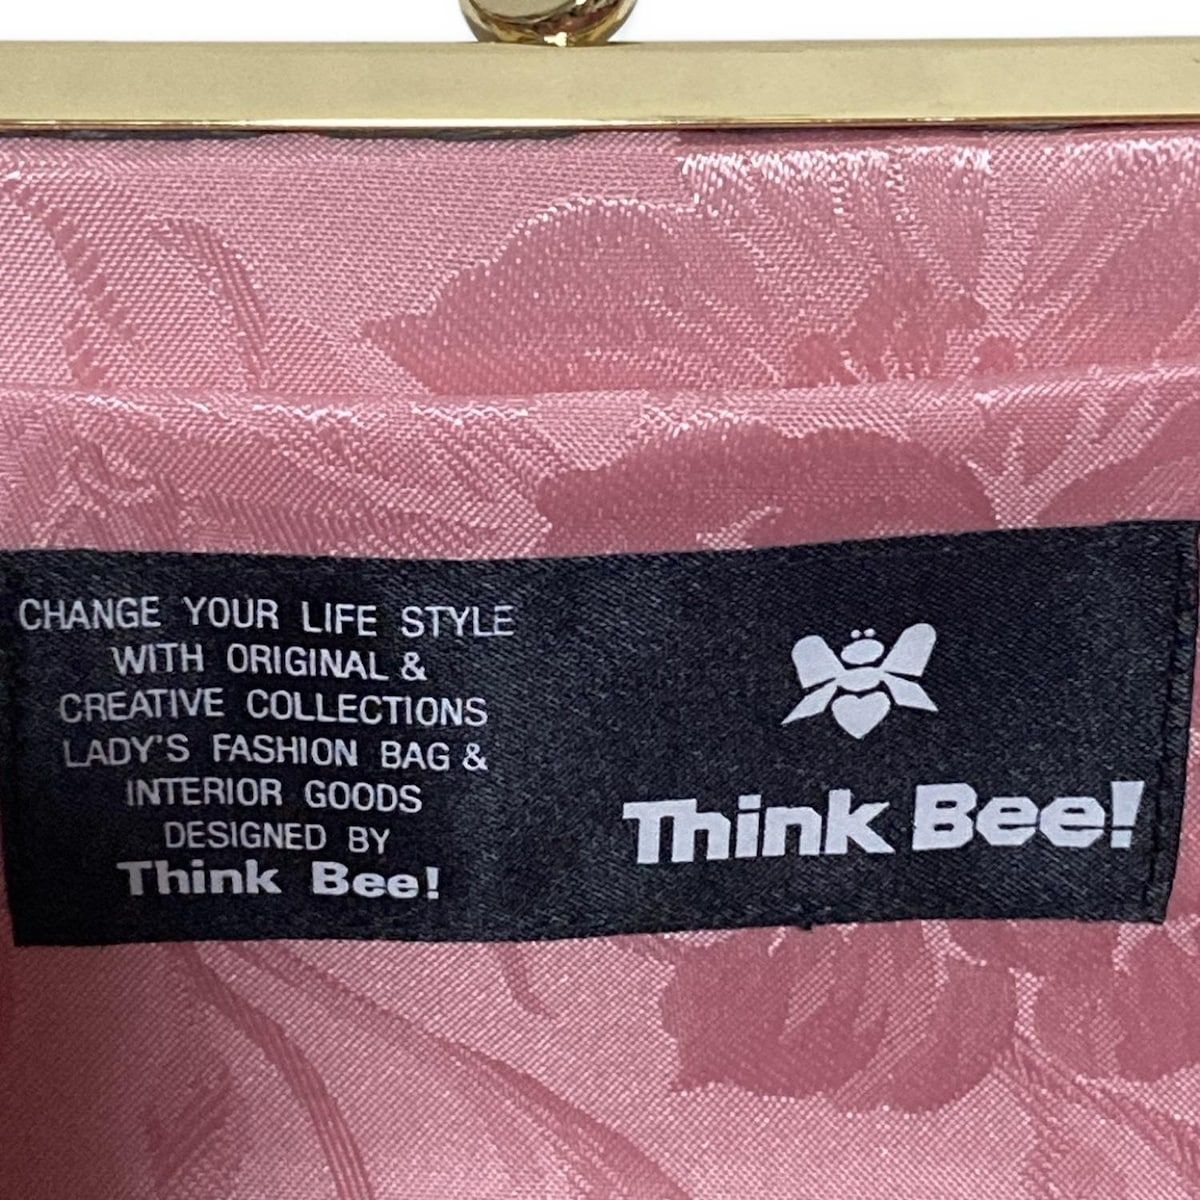 CHANGE YOUR LIFE STYLE
WITH ORIGINAL &
CREATIVE COLLECTIONS
LADY'S FASHION BAG &
INTERIOR GOODS
DESIGNED BY
Think Bee!
Think Bee!